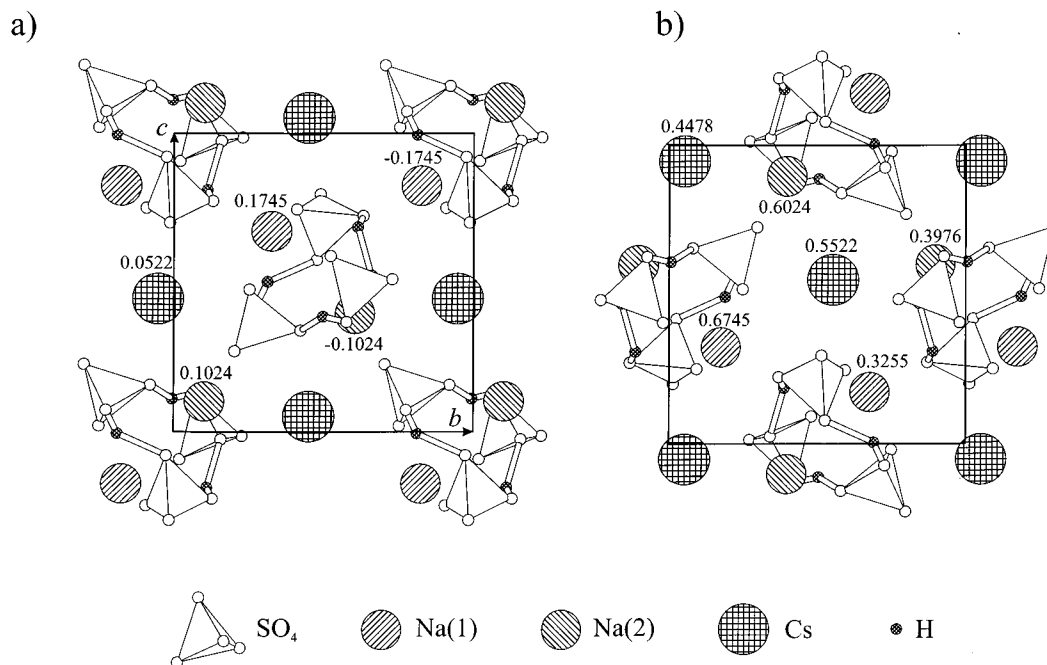 a)
b)
c
0.4478
-0.1745
0.1745
0.6024
0.0522
0.5522
0.3976
-0.1024
0.6745
0.1024
0.3255
b
SO₄
Na(1)
Na(2)
Cs
H